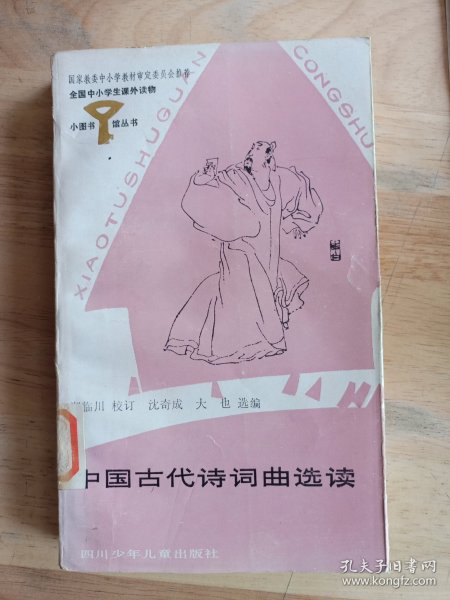 国家教委中小学教材审定委员会推荐
全国中小学生课外读物
小图书馆丛书
XIAOTUSHUGUAN
CONGSHU
临川 校订 沈奇成 大也 选编
中国古代诗词曲选读
四川少年儿童出版社
孔夫子旧书网
www.kongfz.com